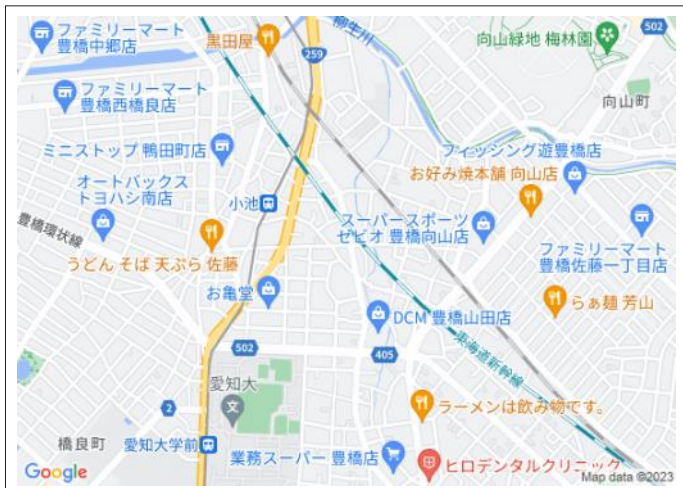 ファミリーマート
豊橋中郷店
黒田屋
柳生川
向山緑地 梅林園
502
259
向山町
ファミリーマート
豊橋西橋良店
ミニストップ 鴨田町店
フィッシング遊豊橋店
お好み焼本舗 向山店
オートバックス
トヨハシ南店
小池
豊橋環状線
スーパースポーツ
ゼビオ 豊橋向山店
うどん そば 天ぷら 佐藤
ファミリーマート
豊橋佐藤一丁目店
お亀堂
らぁ麺 芳山
DCM 豊橋山田店
502
405
東海道新幹線
愛知大
文
2
ラーメンは飲み物です。
橋良町
愛知大学前
業務スーパー 豊橋店
ヒロデンタルクリニック
Google
Map data ©2023